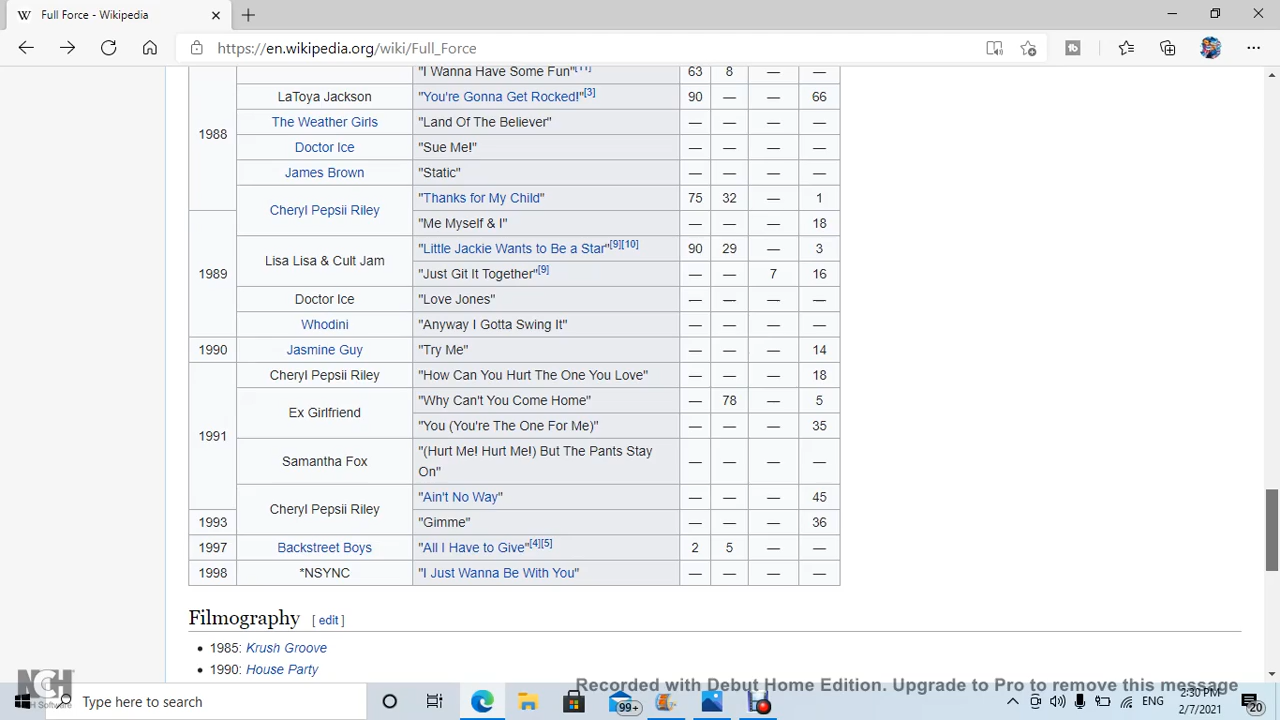 Full Force - Wikipedia
https://en.wikipedia.org/wiki/Full_Force
"I Wanna Have Some Fun"[11] 63 8 — —
1988
LaToya Jackson "You're Gonna Get Rocked!"[3] 90 — — 66
The Weather Girls "Land Of The Believer" — — — —
Doctor Ice "Sue Me!" — — — —
James Brown "Static" — — — —
Cheryl Pepsii Riley "Thanks for My Child" 75 32 — 1
1989
"Me Myself & I" — — — 18
Lisa Lisa & Cult Jam "Little Jackie Wants to Be a Star"[9][10] 90 29 — 3
"Just Git It Together"[9] — — 7 16
Doctor Ice "Love Jones" — — — —
Whodini "Anyway I Gotta Swing It" — — — —
1990 Jasmine Guy "Try Me" — — — 14
1991
Cheryl Pepsii Riley "How Can You Hurt The One You Love" — — — 18
Ex Girlfriend "Why Can't You Come Home" — 78 — 5
"You (You're The One For Me)" — — — 35
Samantha Fox "(Hurt Me! Hurt Me!) But The Pants Stay
On" — — — —
Cheryl Pepsii Riley "Ain't No Way" — — — 45
1993 "Gimme" — — — 36
1997 Backstreet Boys "All I Have to Give"[4][5] 2 5 — —
1998 *NSYNC "I Just Wanna Be With You" — — — —
Filmography [ edit ]
1985: Krush Groove
1990: House Party
Recorded with Debut Home Edition. Upgrade to Pro to remove this message
NCH
NCH Software
Type here to search
99+
ENG
2:30 PM
2/7/2021
20